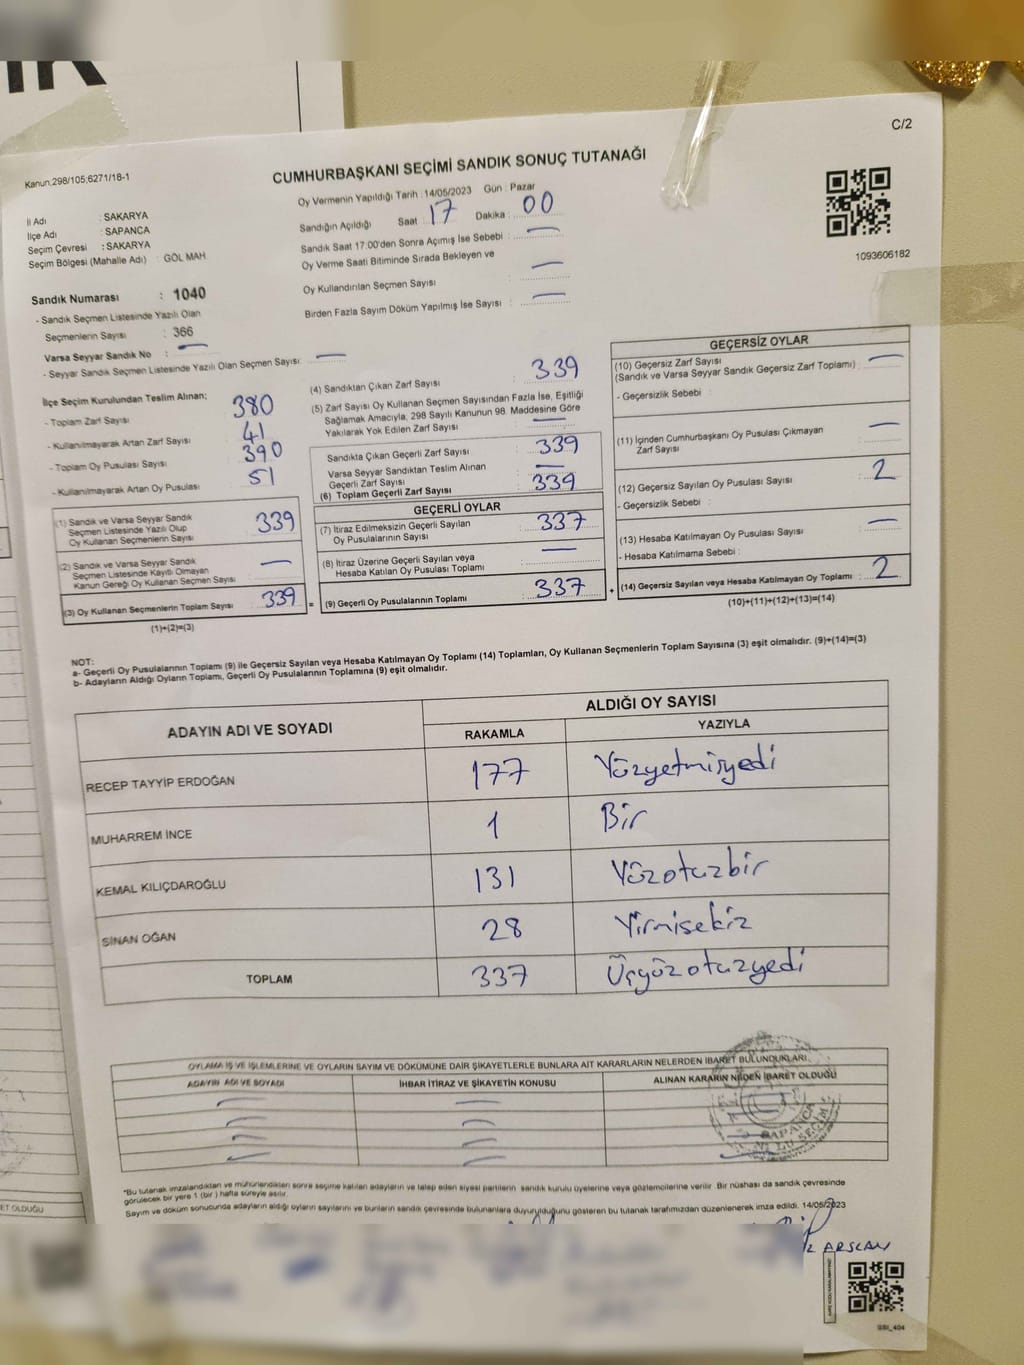 C/2
Kanun.298/105;6271/18-1
CUMHURBAŞKANI SEÇİMİ SANDIK SONUÇ TUTANAĞI
İl Adı : SAKARYA
İlçe Adı : SAPANCA
Seçim Çevresi : SAKARYA
Seçim Bölgesi (Mahalle Adı) : GÖL MAH
Oy Vermenin Yapıldığı Tarih : 14/05/2023 Gün : Pazar
Sandığın Açıldığı Saat : 17 Dakika : 00
Sandık Saat 17:00'den Sonra Açılmış İse Sebebi : —
Oy Verme Saati Bitiminde Sırada Bekleyen ve
Oy Kullandırılan Seçmen Sayısı : —
Birden Fazla Sayım Döküm Yapılmış İse Sayısı : —
1093606182
Sandık Numarası : 1040
- Sandık Seçmen Listesinde Yazılı Olan
Seçmenlerin Sayısı : 366
Varsa Seyyar Sandık No : —
- Seyyar Sandık Seçmen Listesinde Yazılı Olan Seçmen Sayısı: —
İlçe Seçim Kurulundan Teslim Alınan;
- Toplam Zarf Sayısı : 380
- Kullanılmayarak Artan Zarf Sayısı : 41
- Toplam Oy Pusulası Sayısı : 390
- Kullanılmayarak Artan Oy Pusulası : 51
(1) Sandık ve Varsa Seyyar Sandık
Seçmen Listesinde Yazılı Olup
Oy Kullanan Seçmenlerin Sayısı : 339
(2) Sandık ve Varsa Seyyar Sandık
Seçmen Listesinde Kayıtlı Olmayan
Kanun Gereği Oy Kullanan Seçmen Sayısı : —
(3) Oy Kullanan Seçmenlerin Toplam Sayısı : 339
(1)+(2)=(3)
=
(4) Sandıktan Çıkan Zarf Sayısı : 339
(5) Zarf Sayısı Oy Kullanan Seçmen Sayısından Fazla İse, Eşitliği
Sağlamak Amacıyla, 298 Sayılı Kanunun 98. Maddesine Göre
Yakılarak Yok Edilen Zarf Sayısı : —
Sandıkta Çıkan Geçerli Zarf Sayısı : 339
Varsa Seyyar Sandıktan Teslim Alınan
Geçerli Zarf Sayısı : —
(6) Toplam Geçerli Zarf Sayısı : 339
GEÇERLİ OYLAR
(7) İtiraz Edilmeksizin Geçerli Sayılan
Oy Pusulalarının Sayısı : 337
(8) İtiraz Üzerine Geçerli Sayılan veya
Hesaba Katılan Oy Pusulası Toplamı : —
(9) Geçerli Oy Pusulalarının Toplamı : 337
+
GEÇERSİZ OYLAR
(10) Geçersiz Zarf Sayısı
(Sandık ve Varsa Seyyar Sandık Geçersiz Zarf Toplamı) : —
- Geçersizlik Sebebi :
(11) İçinden Cumhurbaşkanı Oy Pusulası Çıkmayan
Zarf Sayısı : —
(12) Geçersiz Sayılan Oy Pusulası Sayısı : 2
- Geçersizlik Sebebi :
(13) Hesaba Katılmayan Oy Pusulası Sayısı : —
- Hesaba Katılmama Sebebi :
(14) Geçersiz Sayılan veya Hesaba Katılmayan Oy Toplamı : 2
(10)+(11)+(12)+(13)=(14)
NOT:
a- Geçerli Oy Pusulalarının Toplamı (9) ile Geçersiz Sayılan veya Hesaba Katılmayan Oy Toplamı (14) Toplamları, Oy Kullanan Seçmenlerin Toplam Sayısına (3) eşit olmalıdır. (9)+(14)=(3)
b- Adayların Aldığı Oyların Toplamı, Geçerli Oy Pusulalarının Toplamına (9) eşit olmalıdır.
ADAYIN ADI VE SOYADI
ALDIĞI OY SAYISI
RAKAMLA YAZIYLA
RECEP TAYYİP ERDOĞAN 177 Yüzyetmişyedi
MUHARREM İNCE 1 Bir
KEMAL KILIÇDAROĞLU 131 Yüzotuzbir
SİNAN OĞAN 28 Yirmisekiz
TOPLAM 337 Üçyüzotuzyedi
OYLAMA İŞ VE İŞLEMLERİNE VE OYLARIN SAYIM VE DÖKÜMÜNE DAİR ŞİKAYETLERLE BUNLARA AİT KARARLARIN NELERDEN İBARET BULUNDUKLARI
ADAYIN ADI VE SOYADI İHBAR İTİRAZ VE ŞİKAYETİN KONUSU ALINAN KARARIN NEDEN İBARET OLDUĞU
SAPANCA
*Bu tutanak imzalandıktan ve mühürlendikten sonra seçime katılan adayların ve talep eden siyasi partilerin sandık kurulu üyelerine veya gözlemcilerine verilir. Bir nüshası da sandık çevresinde
görülecek bir yere 1 (bir) hafta süreyle asılır.
Sayım ve döküm sonucunda adayların aldığı oyların sayılarını ve bunların sandık çevresinde bulunanlara duyurulduğunu gösteren bu tutanak tarafımızdan düzenlenerek imza edildi. 14/05/2023
ARSLAN
SSİ_404
ET OLDUĞU